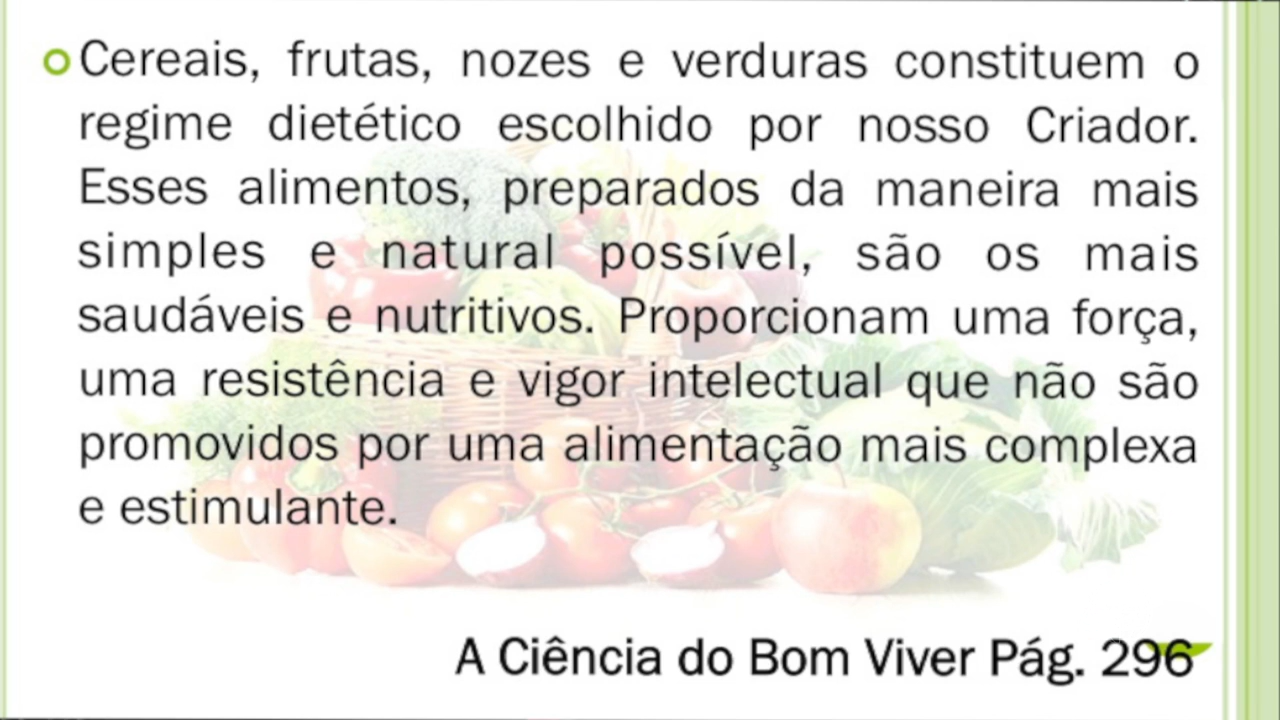 Cereais, frutas, nozes e verduras constituem o
regime dietético escolhido por nosso Criador.
Esses alimentos, preparados da maneira mais
simples e natural possível, são os mais
saudáveis e nutritivos. Proporcionam uma força,
uma resistência e vigor intelectual que não são
promovidos por uma alimentação mais complexa
e estimulante.
A Ciência do Bom Viver Pág. 296